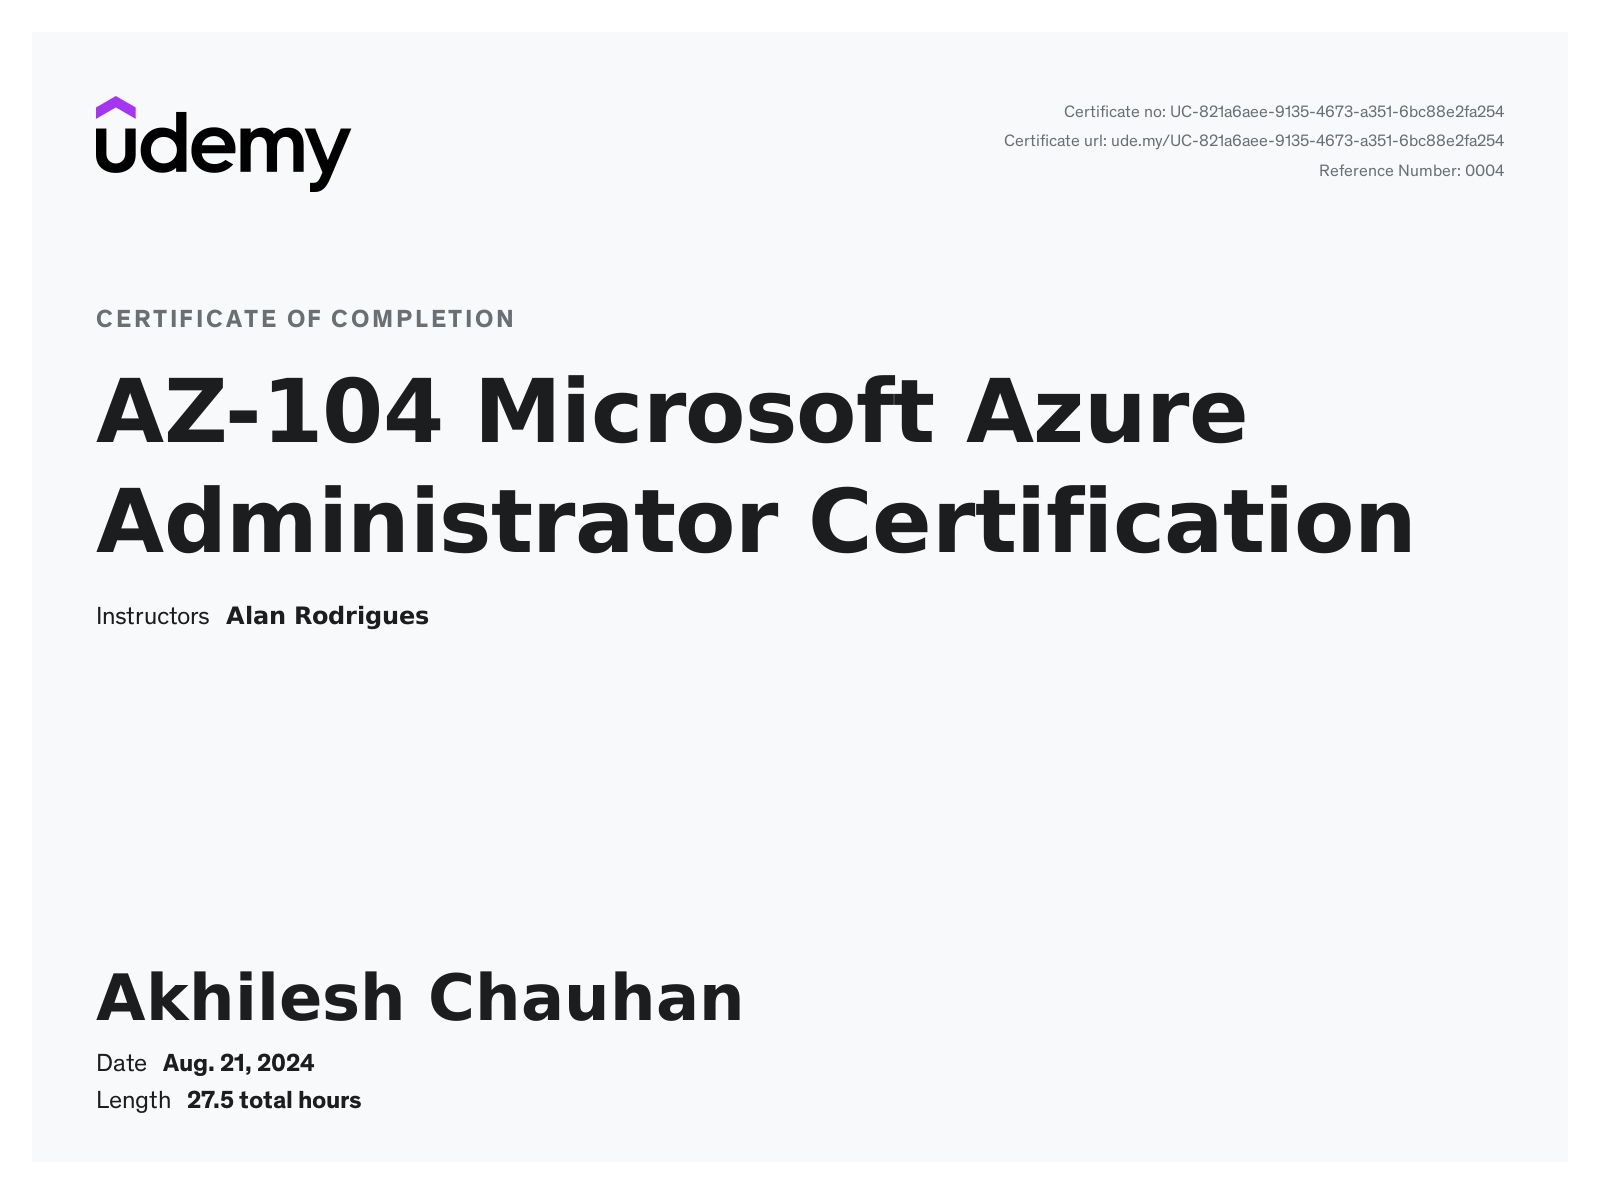 udemy
Certificate no: UC-821a6aee-9135-4673-a351-6bc88e2fa254
Certificate url: ude.my/UC-821a6aee-9135-4673-a351-6bc88e2fa254
Reference Number: 0004
CERTIFICATE OF COMPLETION
AZ-104 Microsoft Azure
Administrator Certification
Instructors Alan Rodrigues
Akhilesh Chauhan
Date Aug. 21, 2024
Length 27.5 total hours